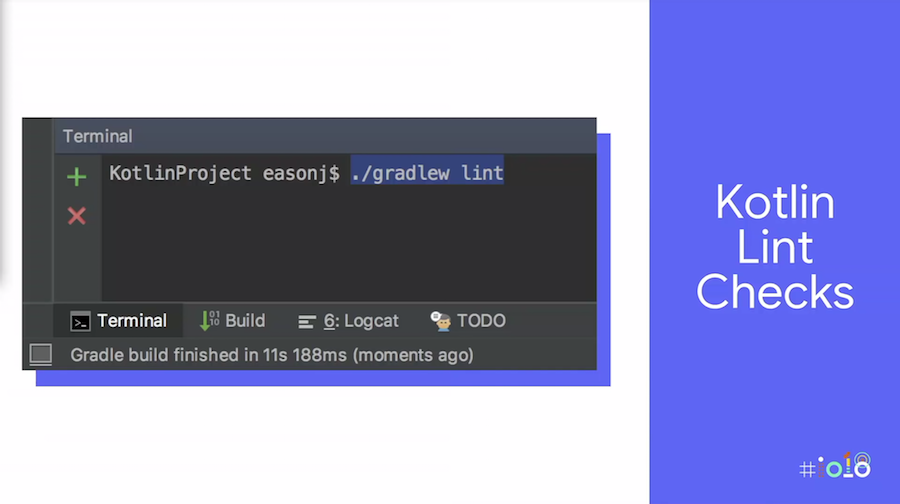 Terminal
KotlinProject easonj$ ./gradlew lint
Terminal Build 6: Logcat TODO
Gradle build finished in 11s 188ms (moments ago)
Kotlin
Lint
Checks
#io18